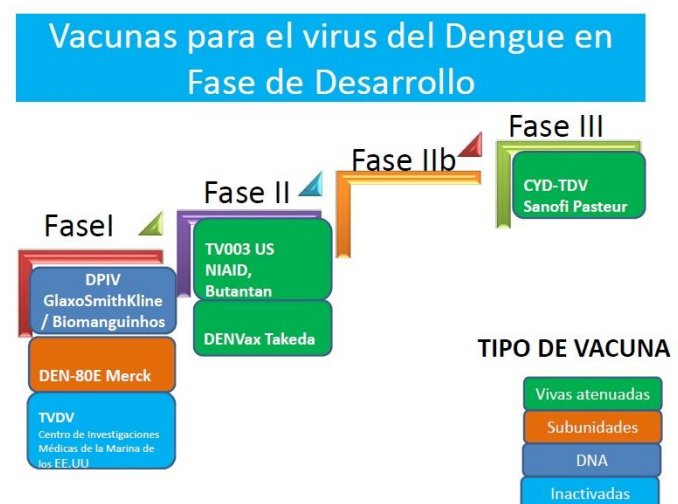 Vacunas para el virus del Dengue en
Fase de Desarrollo
FaseI
DPIV
GlaxoSmithKline
/ Biomanguinhos
DEN-80E Merck
TVDV
Centro de Investigaciones
Médicas de la Marina de
los EE.UU
Fase II
TV003 US
NIAID,
Butantan
DENVax Takeda
Fase IIb
Fase III
CYD-TDV
Sanofi Pasteur
TIPO DE VACUNA
Vivas atenuadas
Subunidades
DNA
Inactivadas